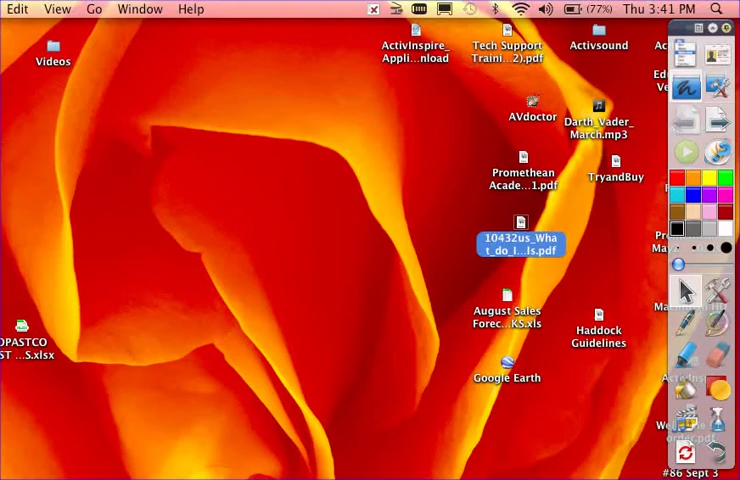 Edit View Go Window Help (77%) Thu 3:41 PM
Videos
ActivInspire_
Appli...nload
Tech Support
Traini...2).pdf
Activsound
AVdoctor
Darth_Vader_
March.mp3
Promethean
Acade...1.pdf
TryandBuy
10432us_Wha
t_do_I...ls.pdf
August Sales
Forec...KS.xls
Haddock
Guidelines
OPASTCO
ST ...S.xlsx
Google Earth
order.pdf
#86 Sept 3